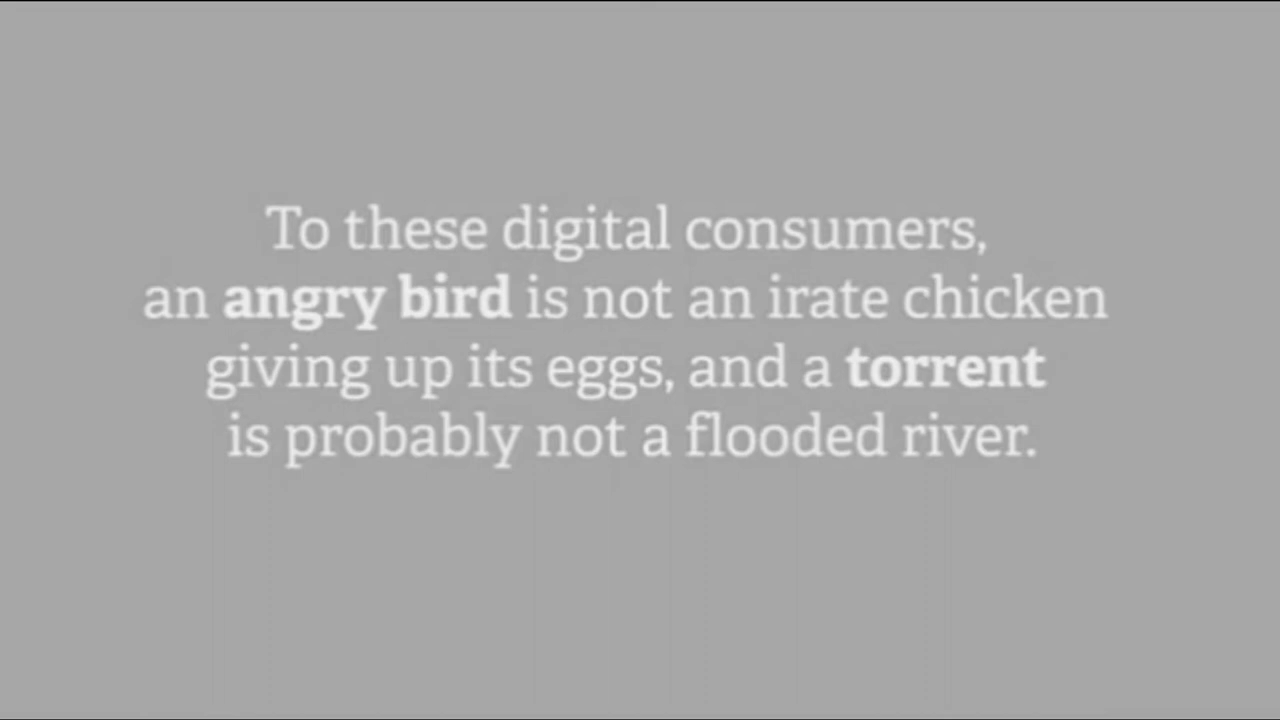 To these digital consumers,
an angry bird is not an irate chicken
giving up its eggs, and a torrent
is probably not a flooded river.